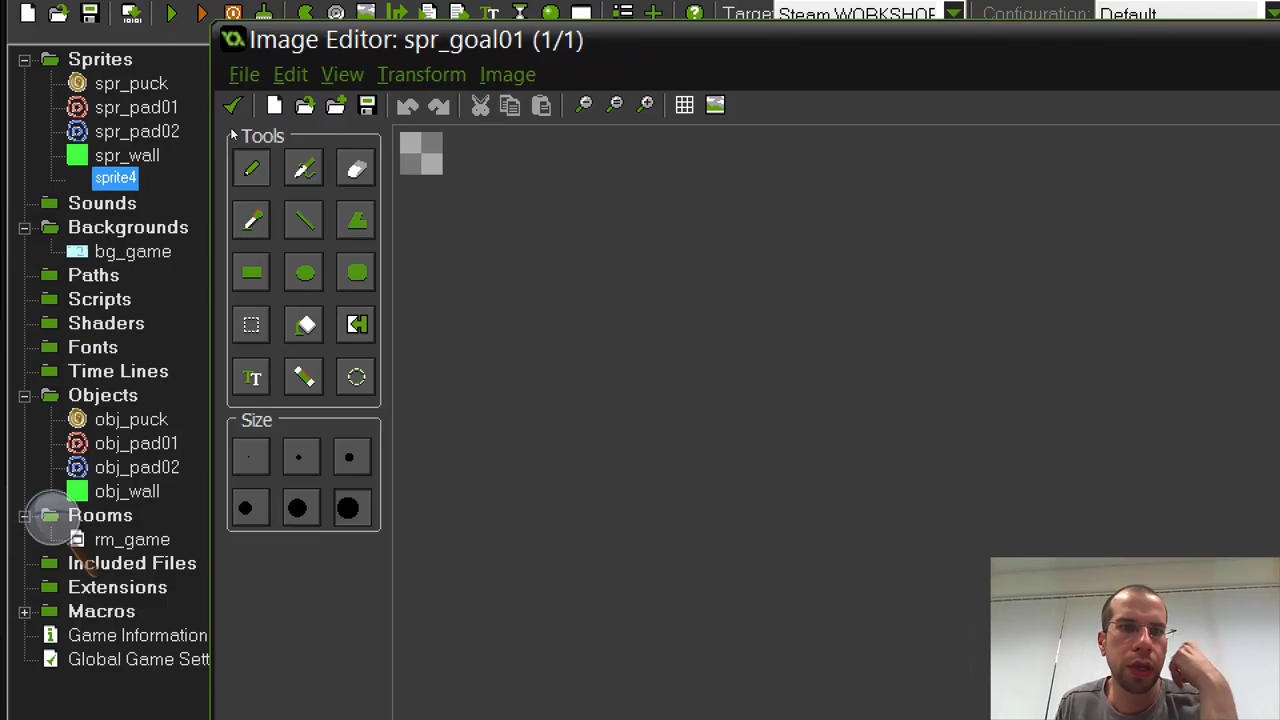 Target: Steam WORKSHOP Configuration: Default
Image Editor: spr_goal01 (1/1)
File Edit View Transform Image
Sprites
spr_puck
spr_pad01
spr_pad02
spr_wall
sprite4
Sounds
Backgrounds
bg_game
Paths
Scripts
Shaders
Fonts
Time Lines
Objects
obj_puck
obj_pad01
obj_pad02
obj_wall
Rooms
rm_game
Included Files
Extensions
Macros
Game Information
Global Game Sett
Tools
Size